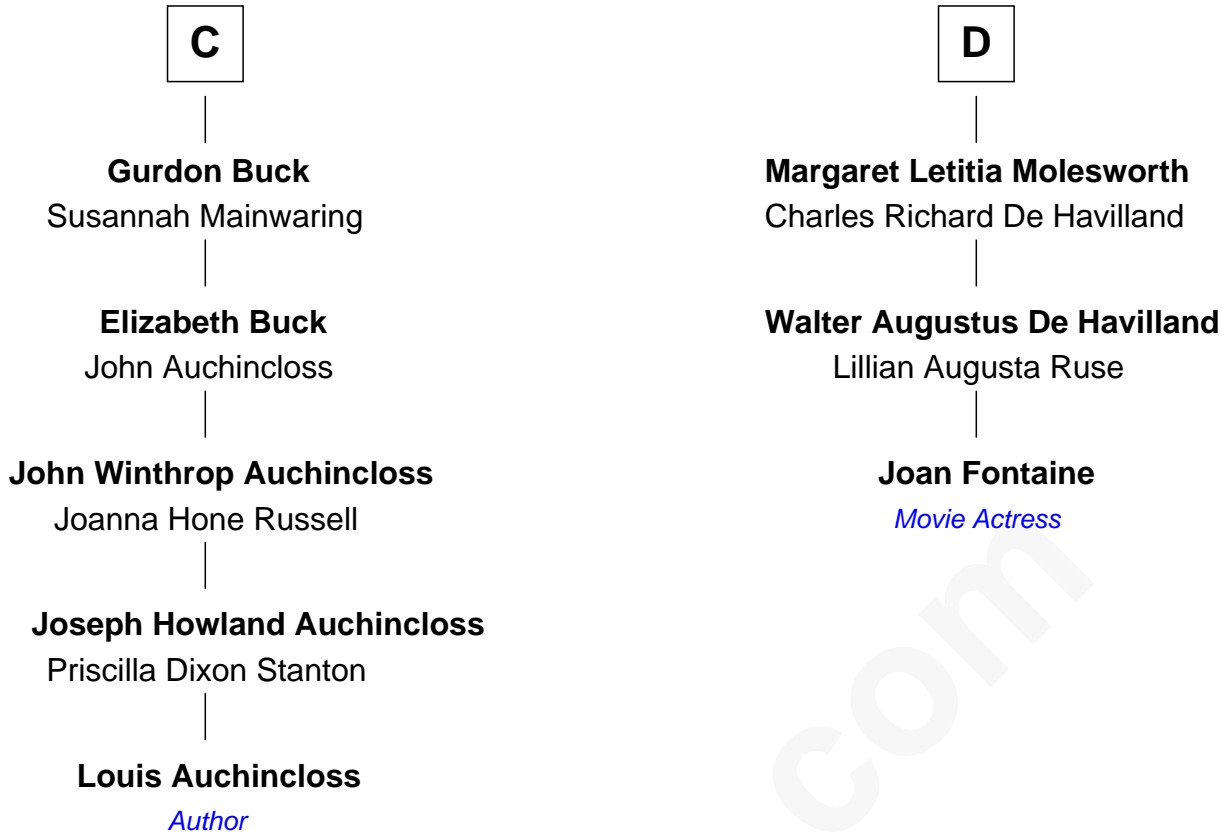 C
Gurdon Buck
Susannah Mainwaring
Elizabeth Buck
John Auchincloss
John Winthrop Auchincloss
Joanna Hone Russell
Joseph Howland Auchincloss
Priscilla Dixon Stanton
Louis Auchincloss
Author
D
Margaret Letitia Molesworth
Charles Richard De Havilland
Walter Augustus De Havilland
Lillian Augusta Ruse
Joan Fontaine
Movie Actress
com